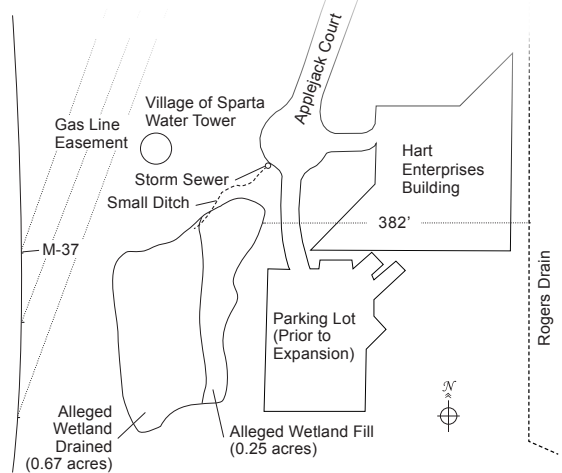 Applejack Court
Village of Sparta
Water Tower
Gas Line
Easement
Hart
Enterprises
Building
Storm Sewer
Small Ditch
382'
M-37
Rogers Drain
Parking Lot
(Prior to
Expansion)
N
Alleged
Wetland
Drained
(0.67 acres)
Alleged Wetland Fill
(0.25 acres)